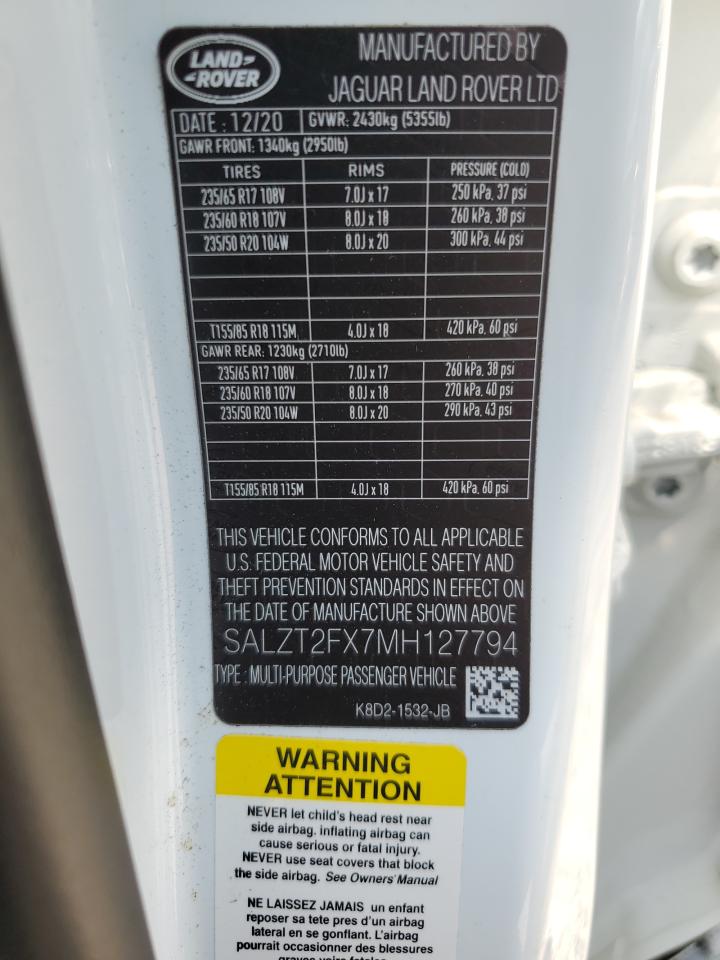 LAND-
-ROVER
MANUFACTURED BY
JAGUAR LAND ROVER LTD
DATE : 12/20 GVWR: 2430kg (5355lb)
GAWR FRONT: 1340kg (2950lb)
TIRES RIMS PRESSURE (COLD)
235/65 R17 108V 7.0J x 17 250 kPa, 37 psi
235/60 R18 107V 8.0J x 18 260 kPa, 38 psi
235/50 R20 104W 8.0J x 20 300 kPa, 44 psi
T155/85 R18 115M 4.0J x 18 420 kPa, 60 psi
GAWR REAR: 1230kg (2710lb)
235/65 R17 108V 7.0J x 17 260 kPa, 38 psi
235/60 R18 107V 8.0J x 18 270 kPa, 40 psi
235/50 R20 104W 8.0J x 20 290 kPa, 43 psi
T155/85 R18 115M 4.0J x 18 420 kPa, 60 psi
THIS VEHICLE CONFORMS TO ALL APPLICABLE
U.S. FEDERAL MOTOR VEHICLE SAFETY AND
THEFT PREVENTION STANDARDS IN EFFECT ON
THE DATE OF MANUFACTURE SHOWN ABOVE
SALZT2FX7MH127794
TYPE : MULTI-PURPOSE PASSENGER VEHICLE
K8D2-1532-JB
WARNING
ATTENTION
NEVER let child's head rest near
side airbag. inflating airbag can
cause serious or fatal injury.
NEVER use seat covers that block
the side airbag. See Owners' Manual
NE LAISSEZ JAMAIS un enfant
reposer sa tete pres d'un airbag
lateral en se gonflant. L'airbag
pourrait occasionner des blessures
graves voire fatales